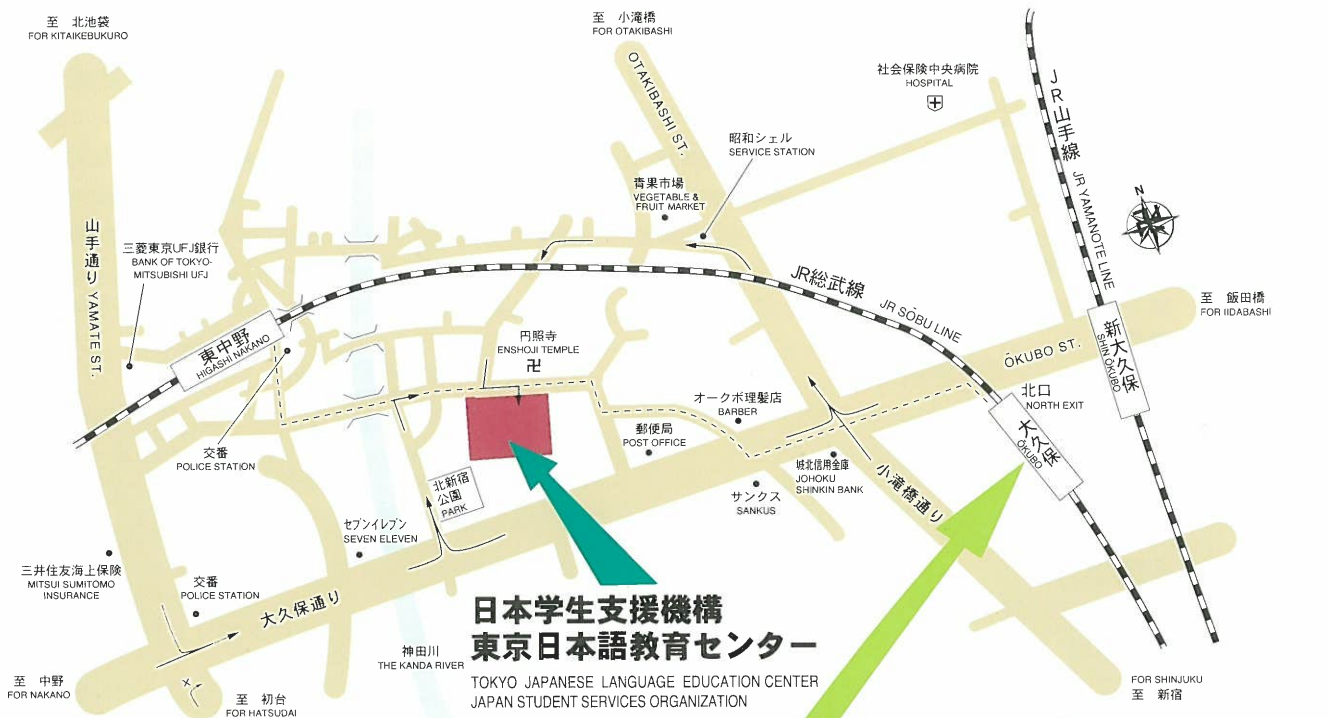 至 北池袋
FOR KITAIKEBUKURO
至 小滝橋
FOR OTAKIBASHI
OTAKIBASHI ST.
社会保険中央病院
HOSPITAL
JR山手線 JR YAMANOTE LINE
昭和シェル
SERVICE STATION
青果市場
VEGETABLE &
FRUIT MARKET
N
山手通り YAMATE ST.
三菱東京UFJ銀行
BANK OF TOKYO-
MITSUBISHI UFJ
JR総武線 JR SŌBU LINE
至 飯田橋
FOR IIDABASHI
東中野
HIGASHI NAKANO
円照寺
ENSHOJI TEMPLE
卍
ŌKUBO ST.
新大久保
SHIN ŌKUBO
北口
NORTH EXIT
大久保
ŌKUBO
オークボ理髪店
BARBER
郵便局
POST OFFICE
交番
POLICE STATION
城北信用金庫
JOHOKU
SHINKIN BANK
小滝橋通り
サンクス
SANKUS
北新宿
公園
PARK
セブンイレブン
SEVEN ELEVEN
三井住友海上保険
MITSUI SUMITOMO
INSURANCE
交番
POLICE STATION
大久保通り
日本学生支援機構
東京日本語教育センター
TOKYO JAPANESE LANGUAGE EDUCATION CENTER
JAPAN STUDENT SERVICES ORGANIZATION
神田川
THE KANDA RIVER
至 中野
FOR NAKANO
至 初台
FOR HATSUDAI
FOR SHINJUKU
至 新宿